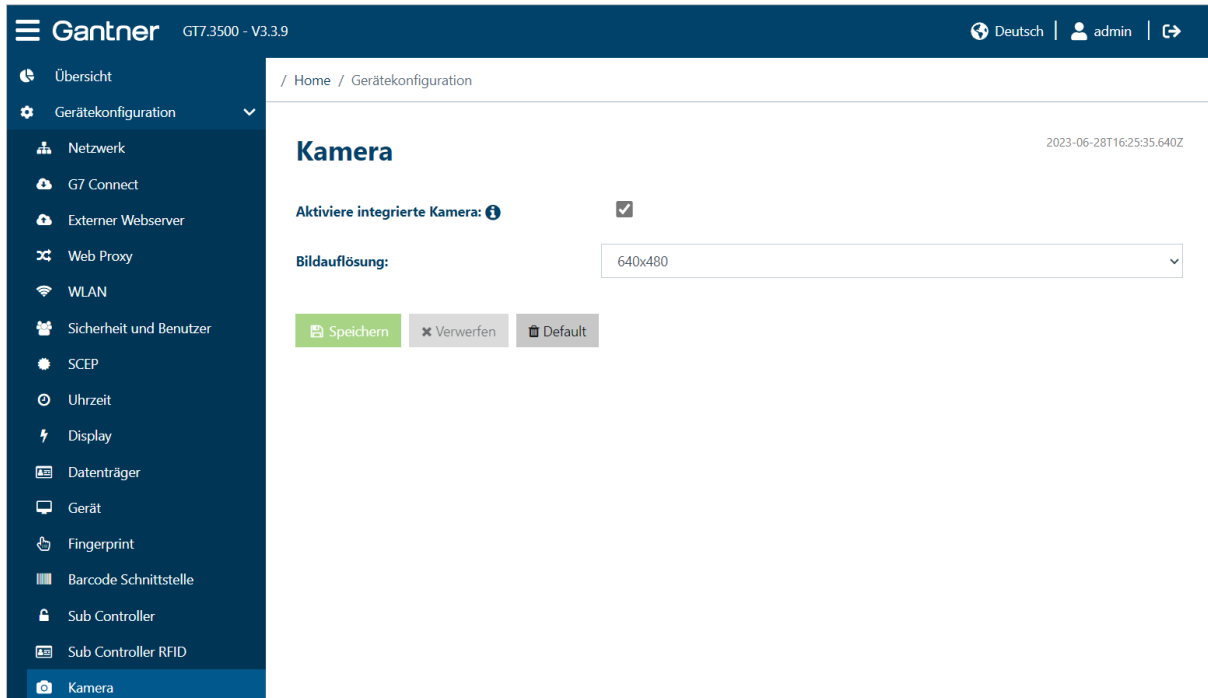 Gantner GT7.3500 - V3.3.9 Deutsch admin
Übersicht
Gerätekonfiguration
Netzwerk
G7 Connect
Externer Webserver
Web Proxy
WLAN
Sicherheit und Benutzer
SCEP
Uhrzeit
Display
Datenträger
Gerät
Fingerprint
Barcode Schnittstelle
Sub Controller
Sub Controller RFID
Kamera
/ Home / Gerätekonfiguration
Kamera
2023-06-28T16:25:35.640Z
Aktiviere integrierte Kamera:
Bildauflösung: 640x480
Speichern Verwerfen Default